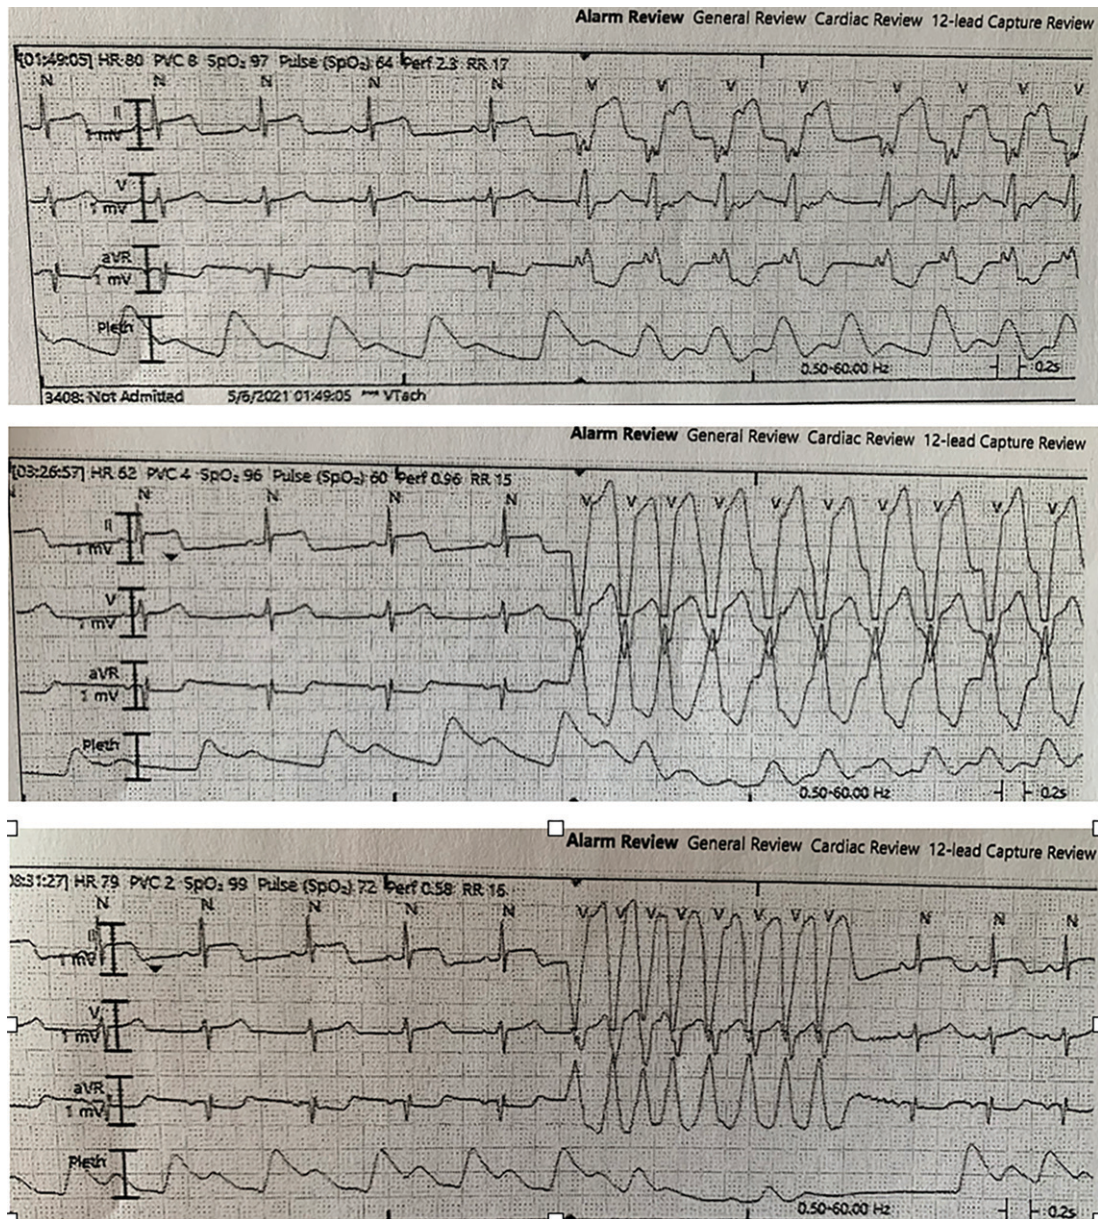 Alarm Review General Review Cardiac Review 12-lead Capture Review
[01:49:05] HR 80 PVC 8 SpO₂ 97 Pulse (SpO₂) 64 Perf 2.3 RR 17
N N N N N V V V V V V V V
II
1 mV
V
1 mV
aVR
1 mV
Pleth
0.50-60.00 Hz 0.2s
3408: Not Admitted 5/6/2021 01:49:05 *** VTach
Alarm Review General Review Cardiac Review 12-lead Capture Review
[03:26:57] HR 62 PVC 4 SpO₂ 96 Pulse (SpO₂) 60 Perf 0.96 RR 15
N N N N V V V V V V V V V
II
1 mV
V
1 mV
aVR
1 mV
Pleth
0.50-60.00 Hz 0.2s
Alarm Review General Review Cardiac Review 12-lead Capture Review
:31:27] HR 79 PVC 2 SpO₂ 99 Pulse (SpO₂) 72 Perf 0.58 RR 16
N N N N N V V V V V V V V N N N
II
1 mV
V
1 mV
aVR
1 mV
Pleth
0.50-60.00 Hz 0.2s